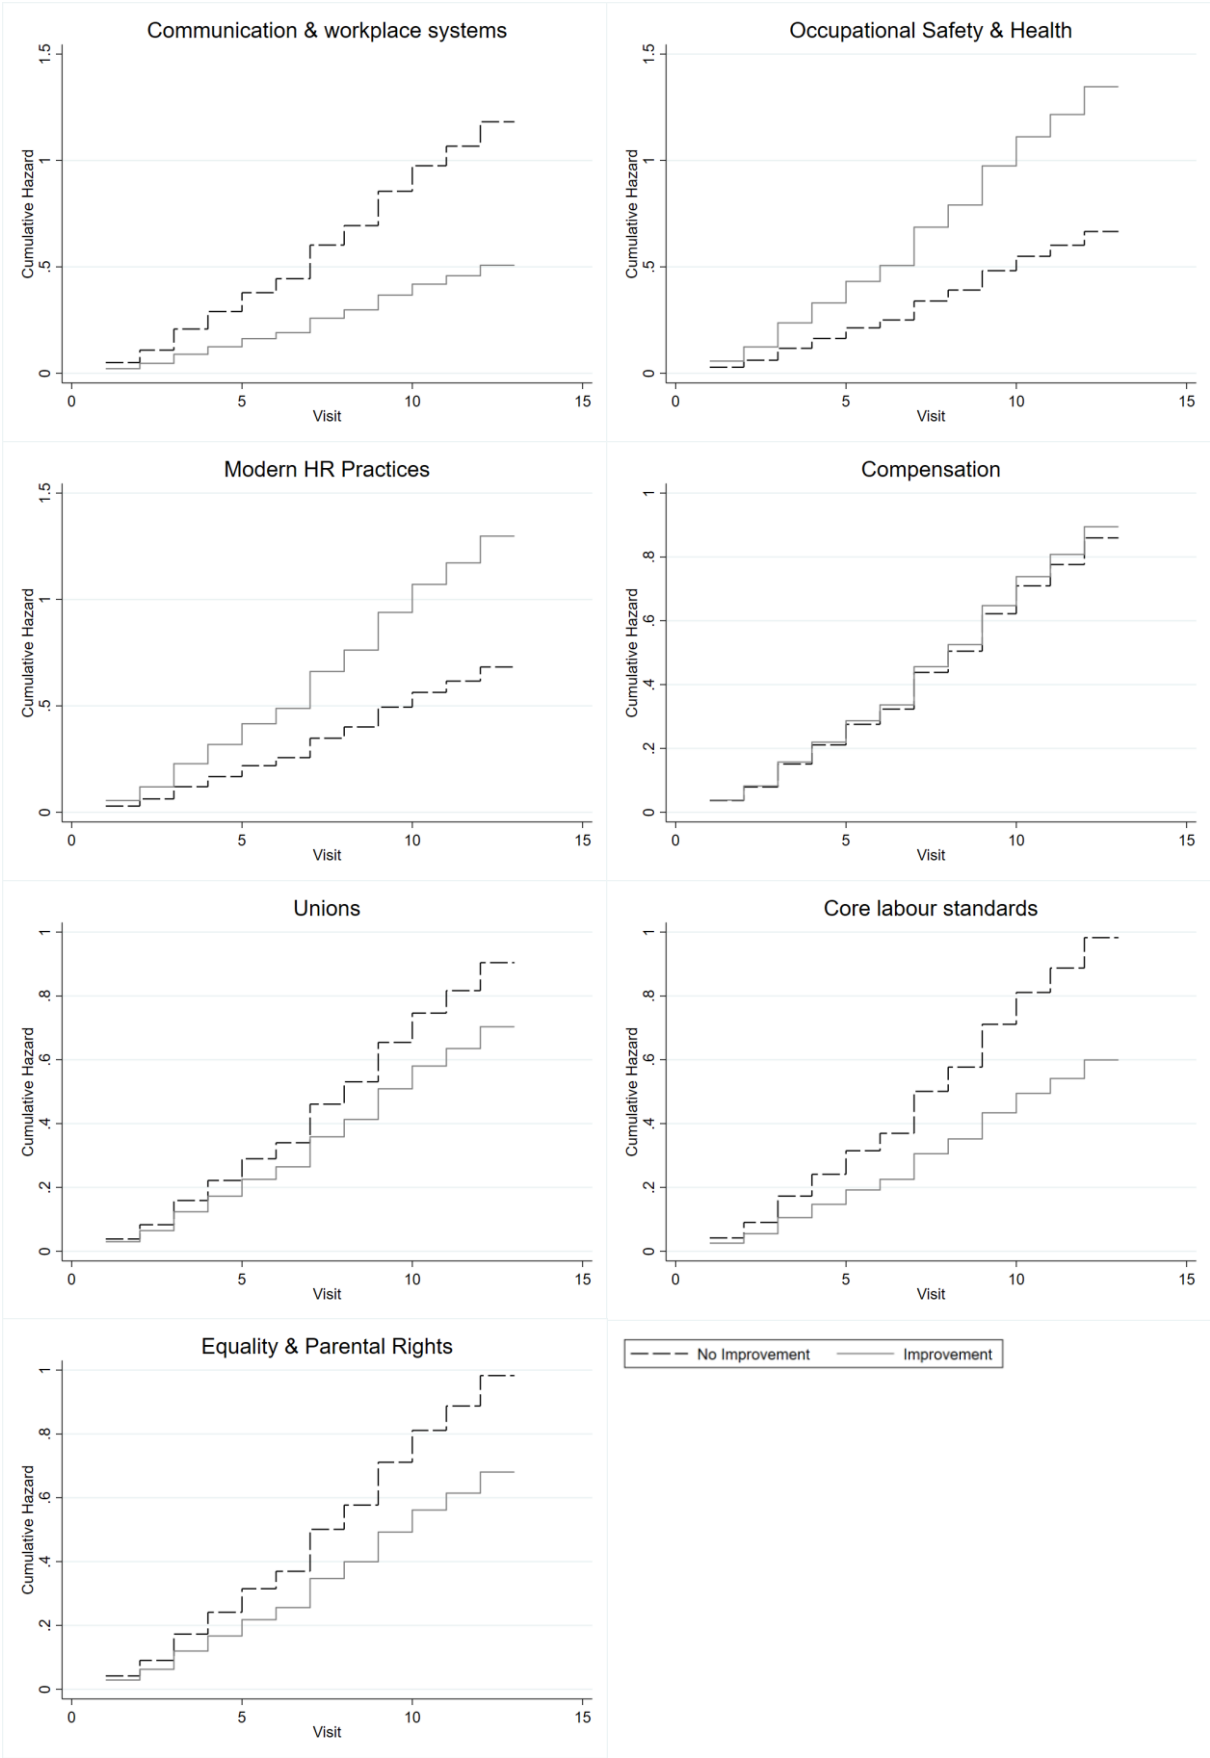 Communication & workplace systems
Cumulative Hazard
1.5
1
.5
0
0 5 10 15
Visit
Occupational Safety & Health
Cumulative Hazard
1.5
1
.5
0
0 5 10 15
Visit
Modern HR Practices
Cumulative Hazard
1.5
1
.5
0
0 5 10 15
Visit
Compensation
Cumulative Hazard
1
.8
.6
.4
.2
0
0 5 10 15
Visit
Unions
Cumulative Hazard
1
.8
.6
.4
.2
0
0 5 10 15
Visit
Core labour standards
Cumulative Hazard
1
.8
.6
.4
.2
0
0 5 10 15
Visit
Equality & Parental Rights
Cumulative Hazard
1
.8
.6
.4
.2
0
0 5 10 15
Visit
No Improvement Improvement